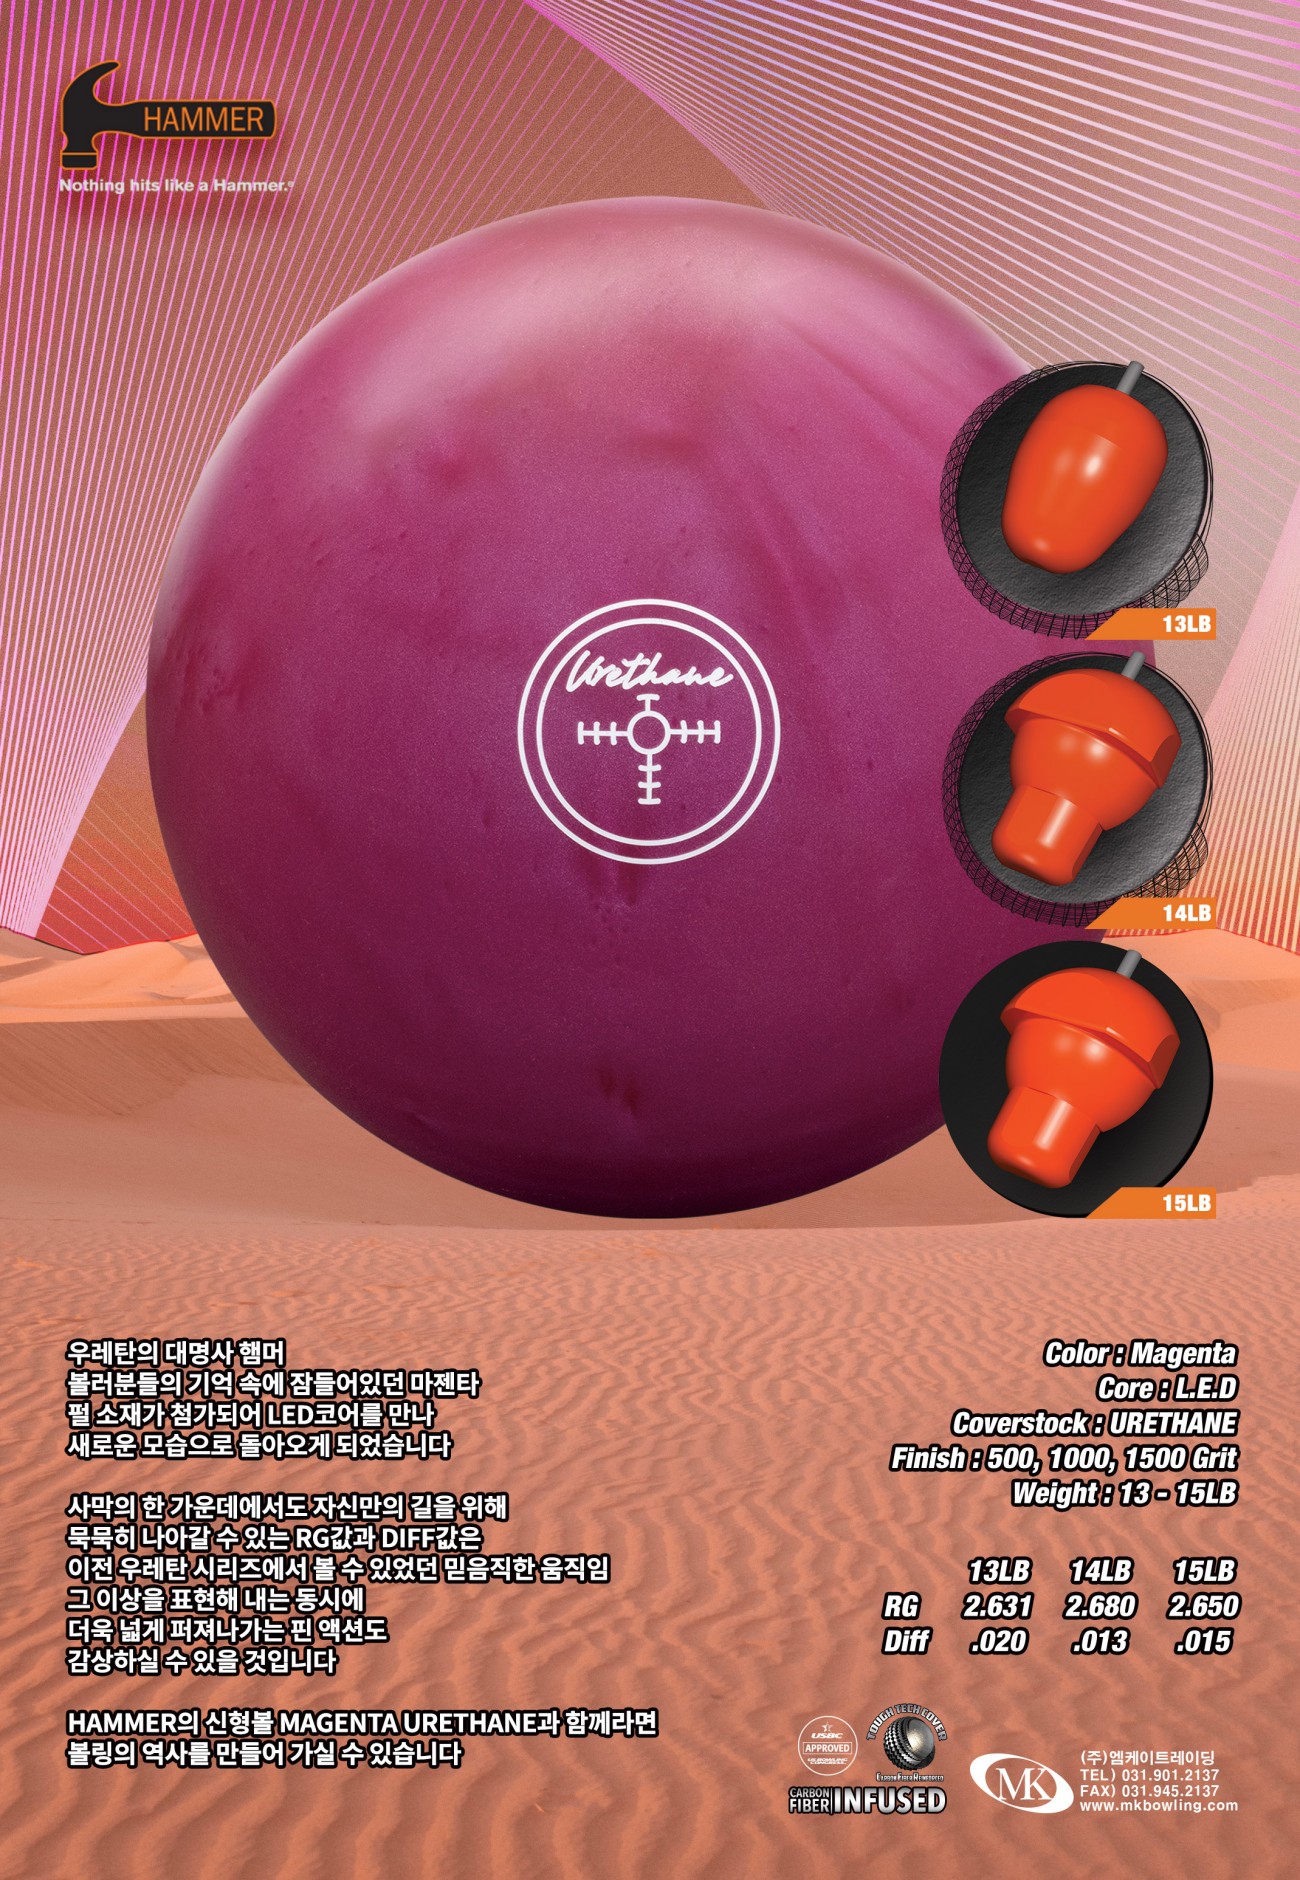 HAMMER
Nothing hits like a Hammer.®
Urethane
13LB
14LB
15LB
우레탄의 대명사 햄머
볼러분들의 기억 속에 잠들어있던 마젠타
펄 소재가 첨가되어 LED코어를 만나
새로운 모습으로 돌아오게 되었습니다
사막의 한 가운데에서도 자신만의 길을 위해
묵묵히 나아갈 수 있는 RG값과 DIFF값은
이전 우레탄 시리즈에서 볼 수 있었던 믿음직한 움직임
그 이상을 표현해 내는 동시에
더욱 넓게 퍼져나가는 핀 액션도
감상하실 수 있을 것입니다
HAMMER의 신형볼 MAGENTA URETHANE과 함께라면
볼링의 역사를 만들어 가실 수 있습니다
Color : Magenta
Core : L.E.D
Coverstock : URETHANE
Finish : 500, 1000, 1500 Grit
Weight : 13 - 15LB
13LB 14LB 15LB
RG 2.631 2.680 2.650
Diff .020 .013 .015
USBC
APPROVED
US BOWLING
CONGRESS
TOUGH TECH COVER
CARBON FIBER REINFORCED
CARBON FIBER INFUSED
MK
(주)엠케이트레이딩
TEL) 031.901.2137
FAX) 031.945.2137
www.mkbowling.com